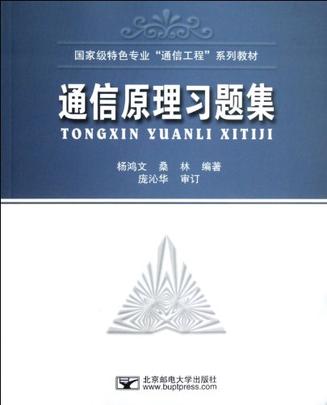 国家级特色专业“通信工程”系列教材
通信原理习题集
TONGXIN YUANLI XITIJI
杨鸿文 桑 林 编著
庞沁华 审订
北京邮电大学出版社
www.buptpress.com